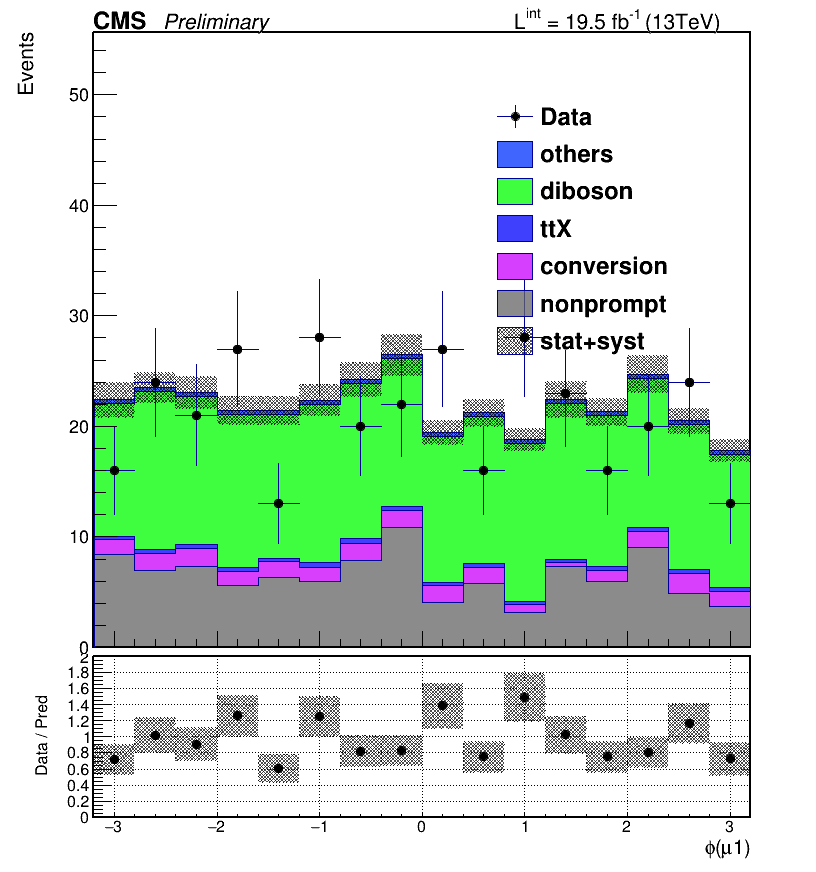 CMS Preliminary L^int = 19.5 fb^-1 (13TeV)
Events
50
40
30
20
10
0
Data
others
diboson
ttX
conversion
nonprompt
stat+syst
Data / Pred
2
1.8
1.6
1.4
1.2
1
0.8
0.6
0.4
0.2
0
−3 −2 −1 0 1 2 3
ϕ(μ1)